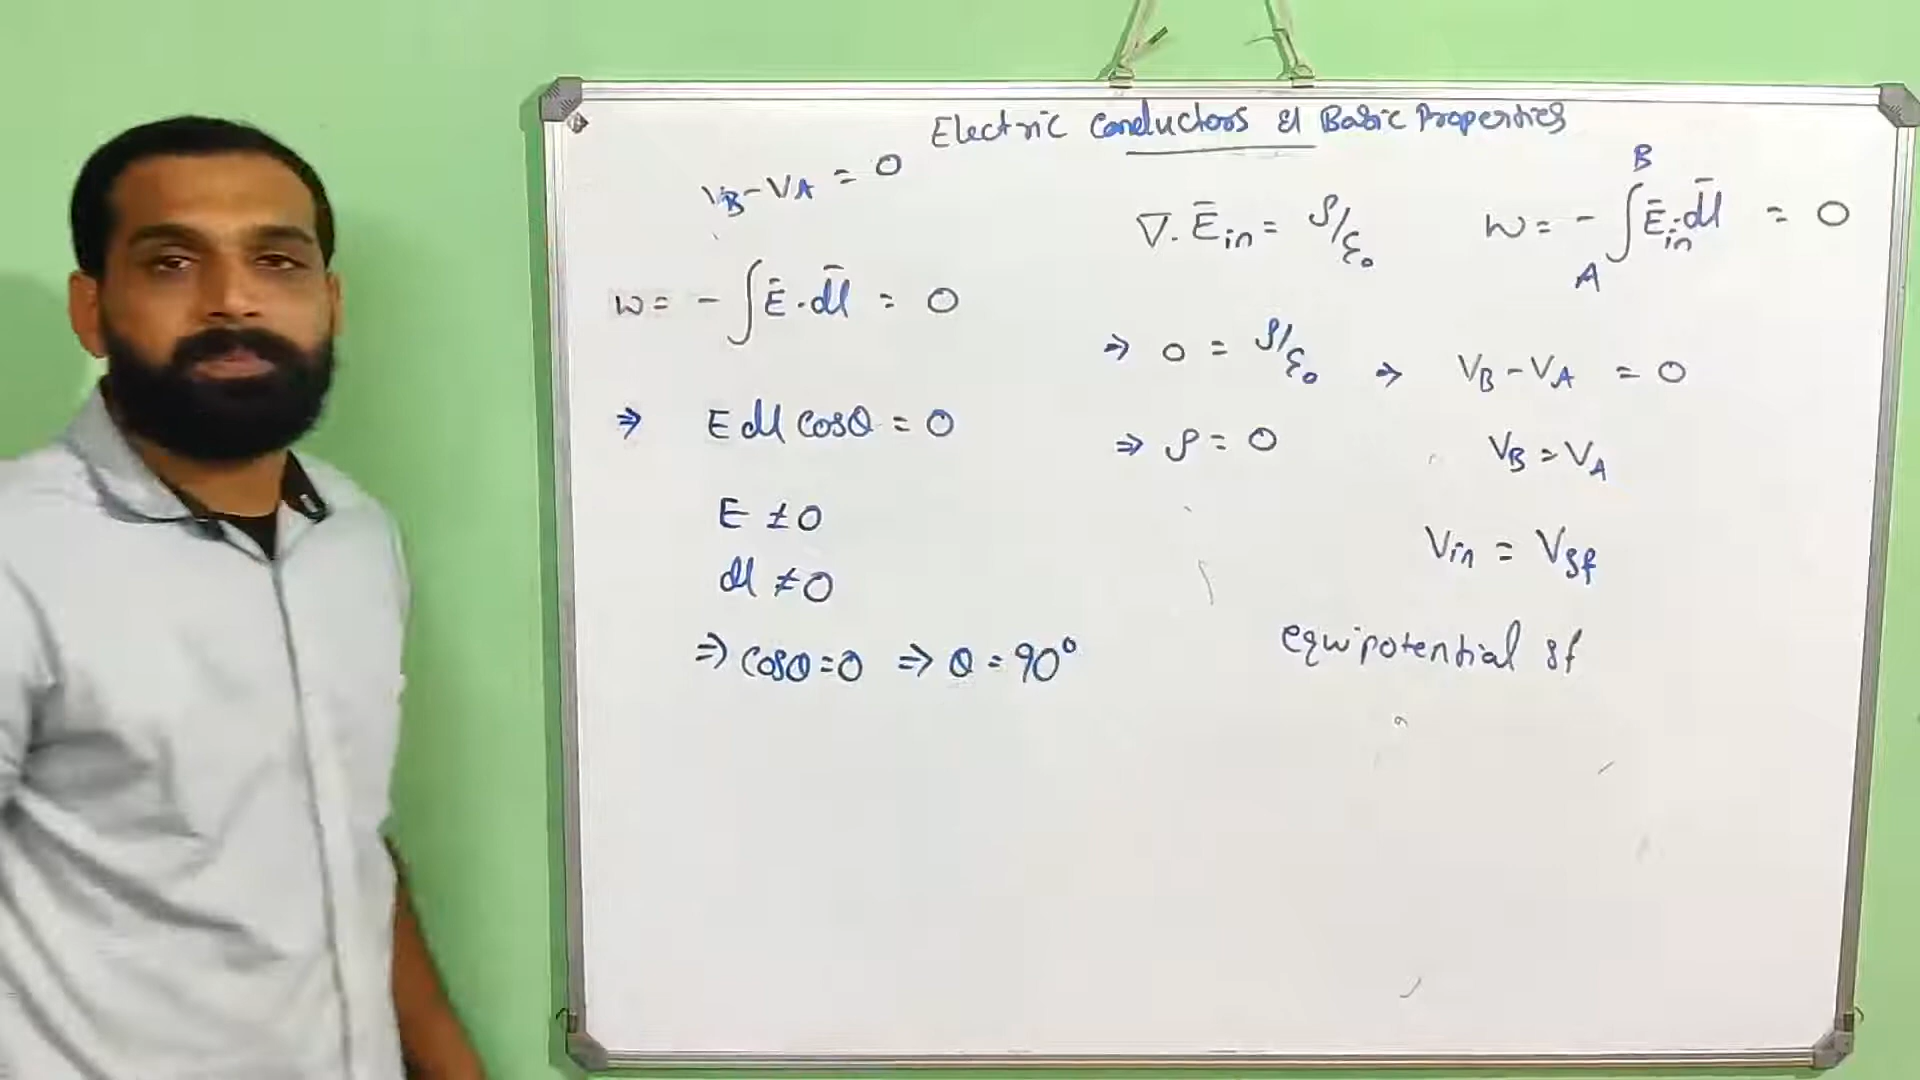 Electric Conductors & Basic Properties
V_B - V_A = 0
w = - ∫ Ē . dl̄ = 0
⇒ E dl cosθ = 0
E ≠ 0
dl ≠ 0
⇒ cosθ = 0 ⇒ θ = 90°
∇ . Ē_in = ρ/ε₀
⇒ 0 = ρ/ε₀
⇒ ρ = 0
w = - ∫_A^B Ē_in . dl̄ = 0
⇒ V_B - V_A = 0
V_B = V_A
V_in = V_sf
equipotential sf